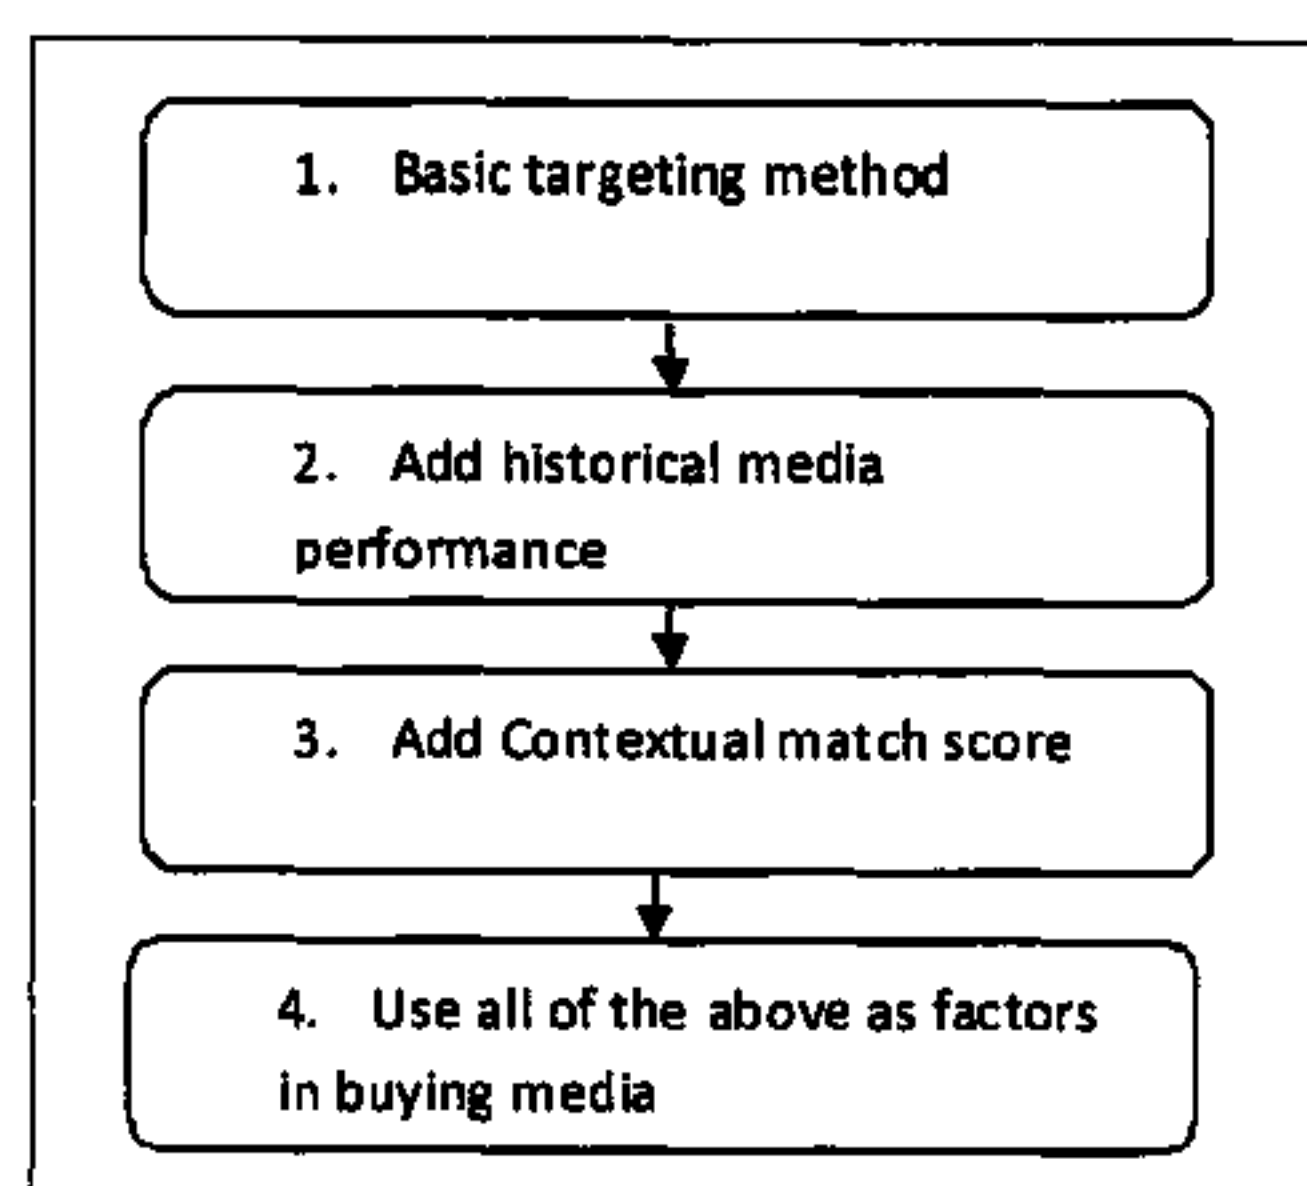 1. Basic targeting method
2. Add historical media
performance
3. Add Contextual match score
4. Use all of the above as factors
in buying media